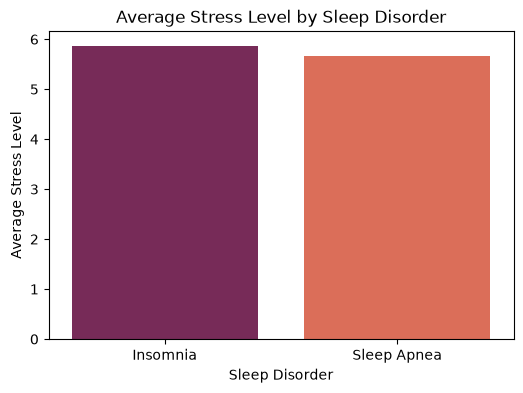 Average Stress Level by Sleep Disorder
Average Stress Level
6
5
4
3
2
1
0
Insomnia
Sleep Apnea
Sleep Disorder